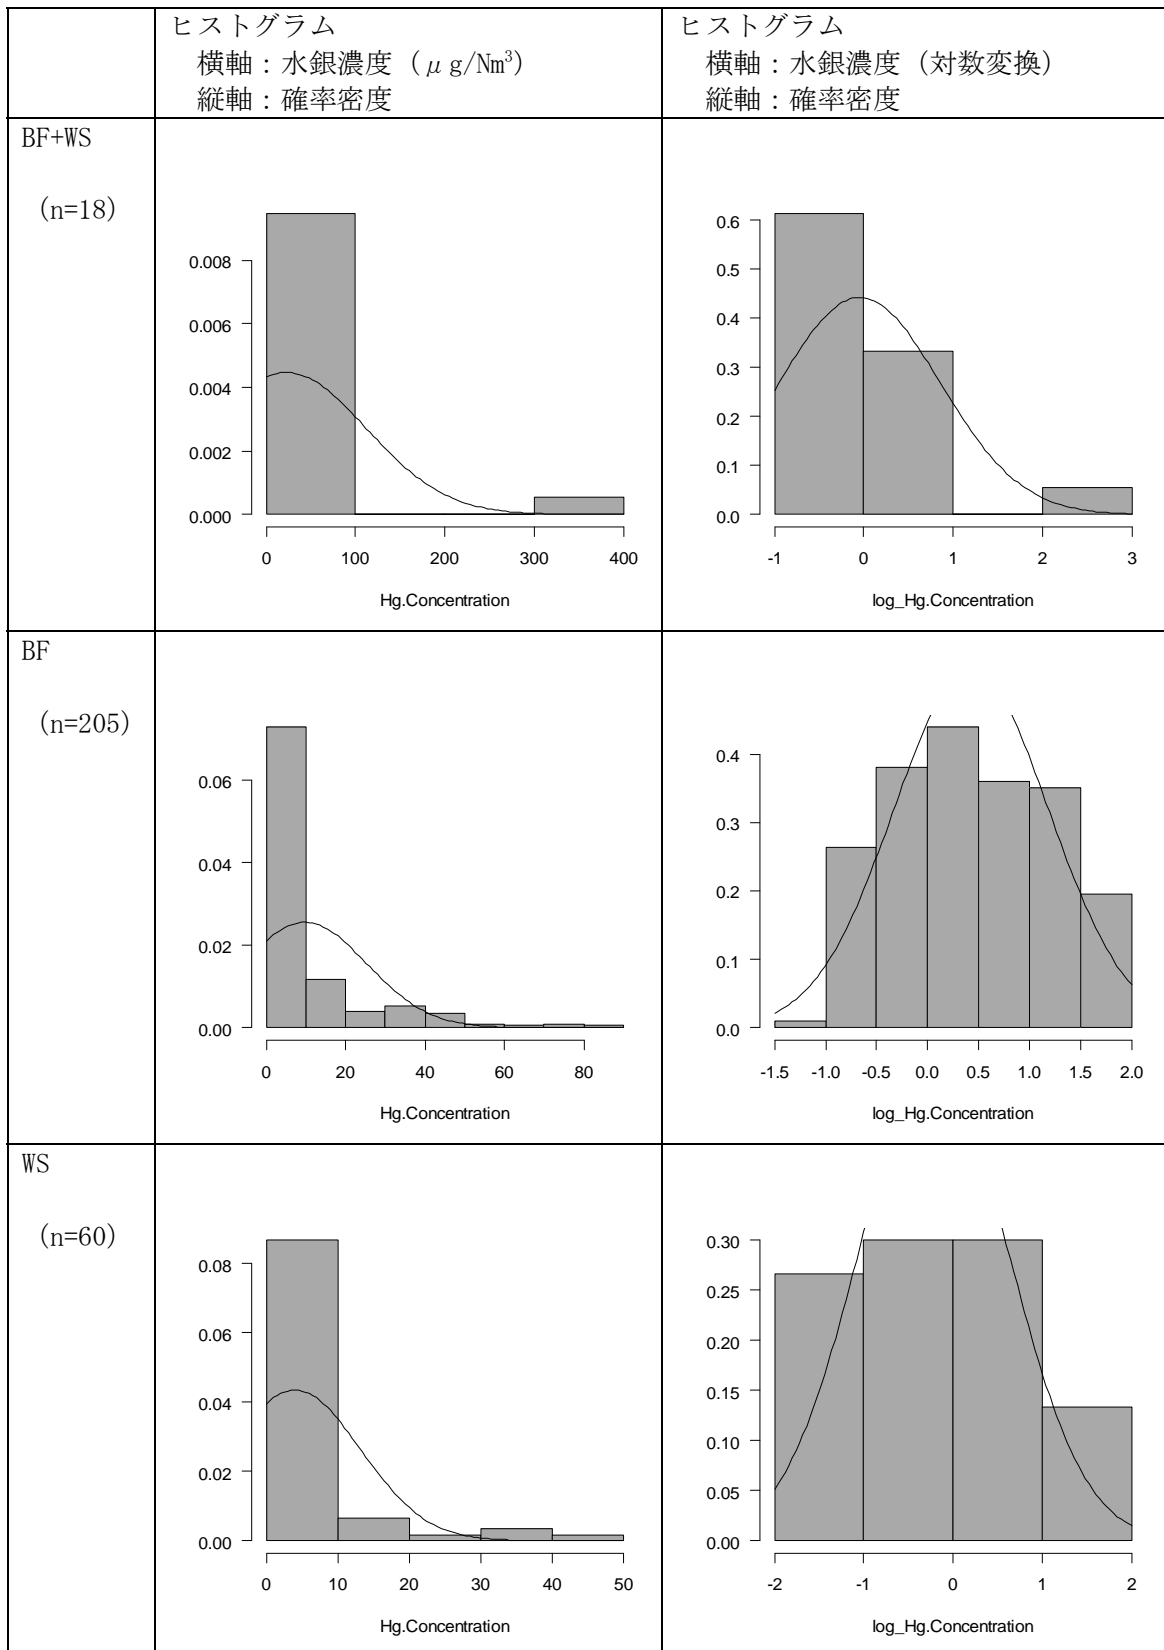 ヒストグラム
横軸：水銀濃度（μg/Nm³）
縦軸：確率密度
ヒストグラム
横軸：水銀濃度（対数変換）
縦軸：確率密度
BF+WS
(n=18)
0.008
0.006
0.004
0.002
0.000
0 100 200 300 400
Hg.Concentration
0.6
0.5
0.4
0.3
0.2
0.1
0.0
-1 0 1 2 3
log_Hg.Concentration
BF
(n=205)
0.06
0.04
0.02
0.00
0 20 40 60 80
Hg.Concentration
0.4
0.3
0.2
0.1
0.0
-1.5 -1.0 -0.5 0.0 0.5 1.0 1.5 2.0
log_Hg.Concentration
WS
(n=60)
0.08
0.06
0.04
0.02
0.00
0 10 20 30 40 50
Hg.Concentration
0.30
0.25
0.20
0.15
0.10
0.05
0.00
-2 -1 0 1 2
log_Hg.Concentration